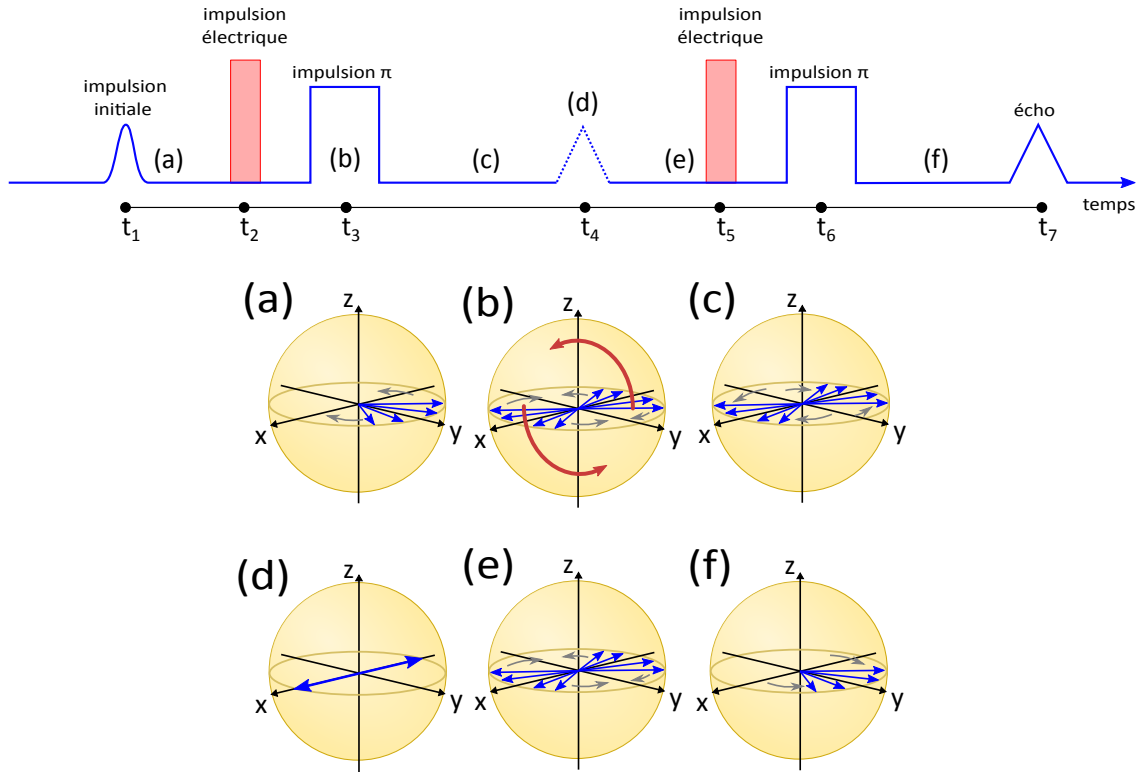 impulsion
électrique
impulsion
électrique
impulsion
initiale
impulsion π
impulsion π
écho
(a)
(b)
(c)
(d)
(e)
(f)
temps
t1
t2
t3
t4
t5
t6
t7
(a)
z
x
y
(b)
z
x
y
(c)
z
x
y
(d)
z
x
y
(e)
z
x
y
(f)
z
x
y